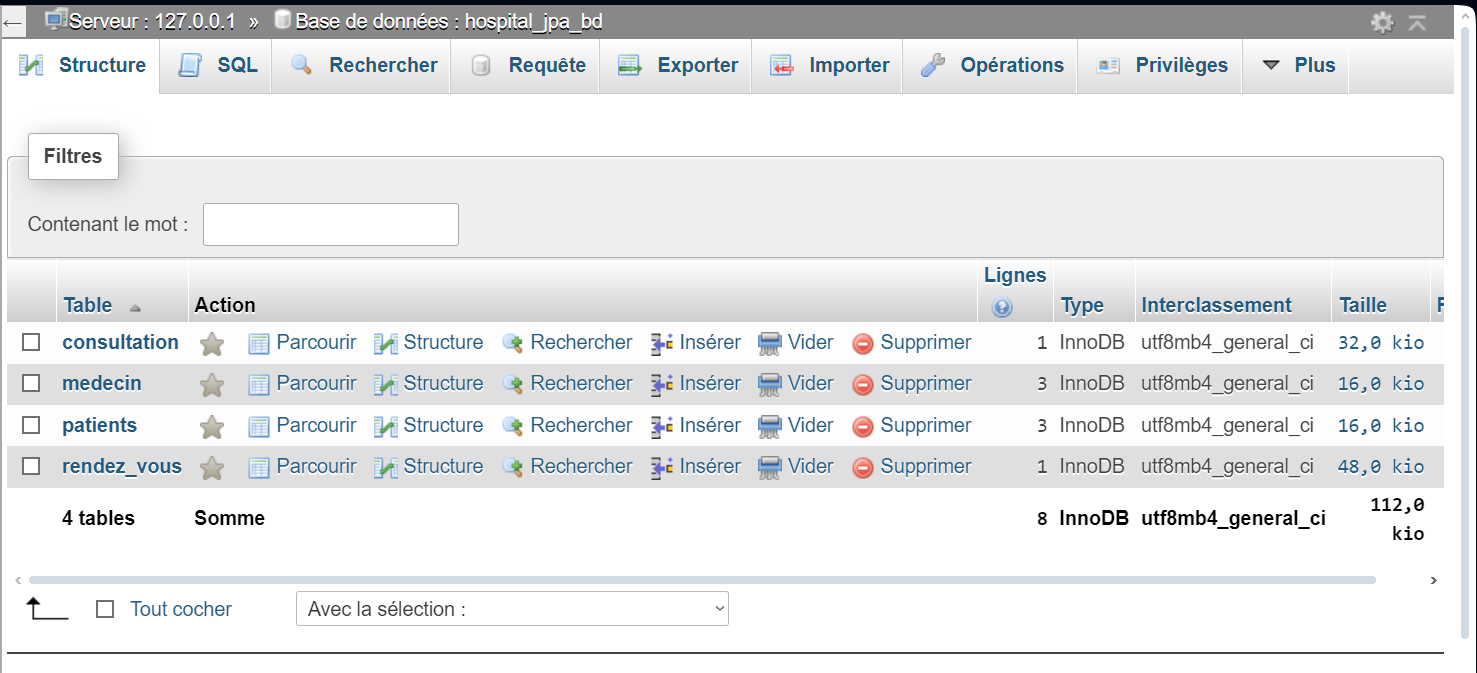 Serveur : 127.0.0.1 » Base de données : hospital_jpa_bd
Structure SQL Rechercher Requête Exporter Importer Opérations Privilèges Plus
Filtres
Contenant le mot :
Table Action Lignes Type Interclassement Taille
consultation Parcourir Structure Rechercher Insérer Vider Supprimer 1 InnoDB utf8mb4_general_ci 32,0 kio
medecin Parcourir Structure Rechercher Insérer Vider Supprimer 3 InnoDB utf8mb4_general_ci 16,0 kio
patients Parcourir Structure Rechercher Insérer Vider Supprimer 3 InnoDB utf8mb4_general_ci 16,0 kio
rendez_vous Parcourir Structure Rechercher Insérer Vider Supprimer 1 InnoDB utf8mb4_general_ci 48,0 kio
4 tables Somme 8 InnoDB utf8mb4_general_ci 112,0 kio
Tout cocher Avec la sélection :